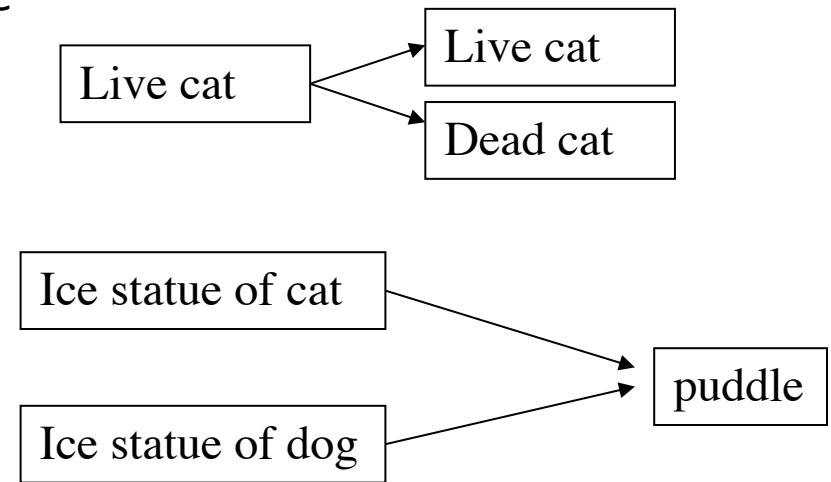 Live cat
Live cat
Dead cat
Ice statue of cat
puddle
Ice statue of dog